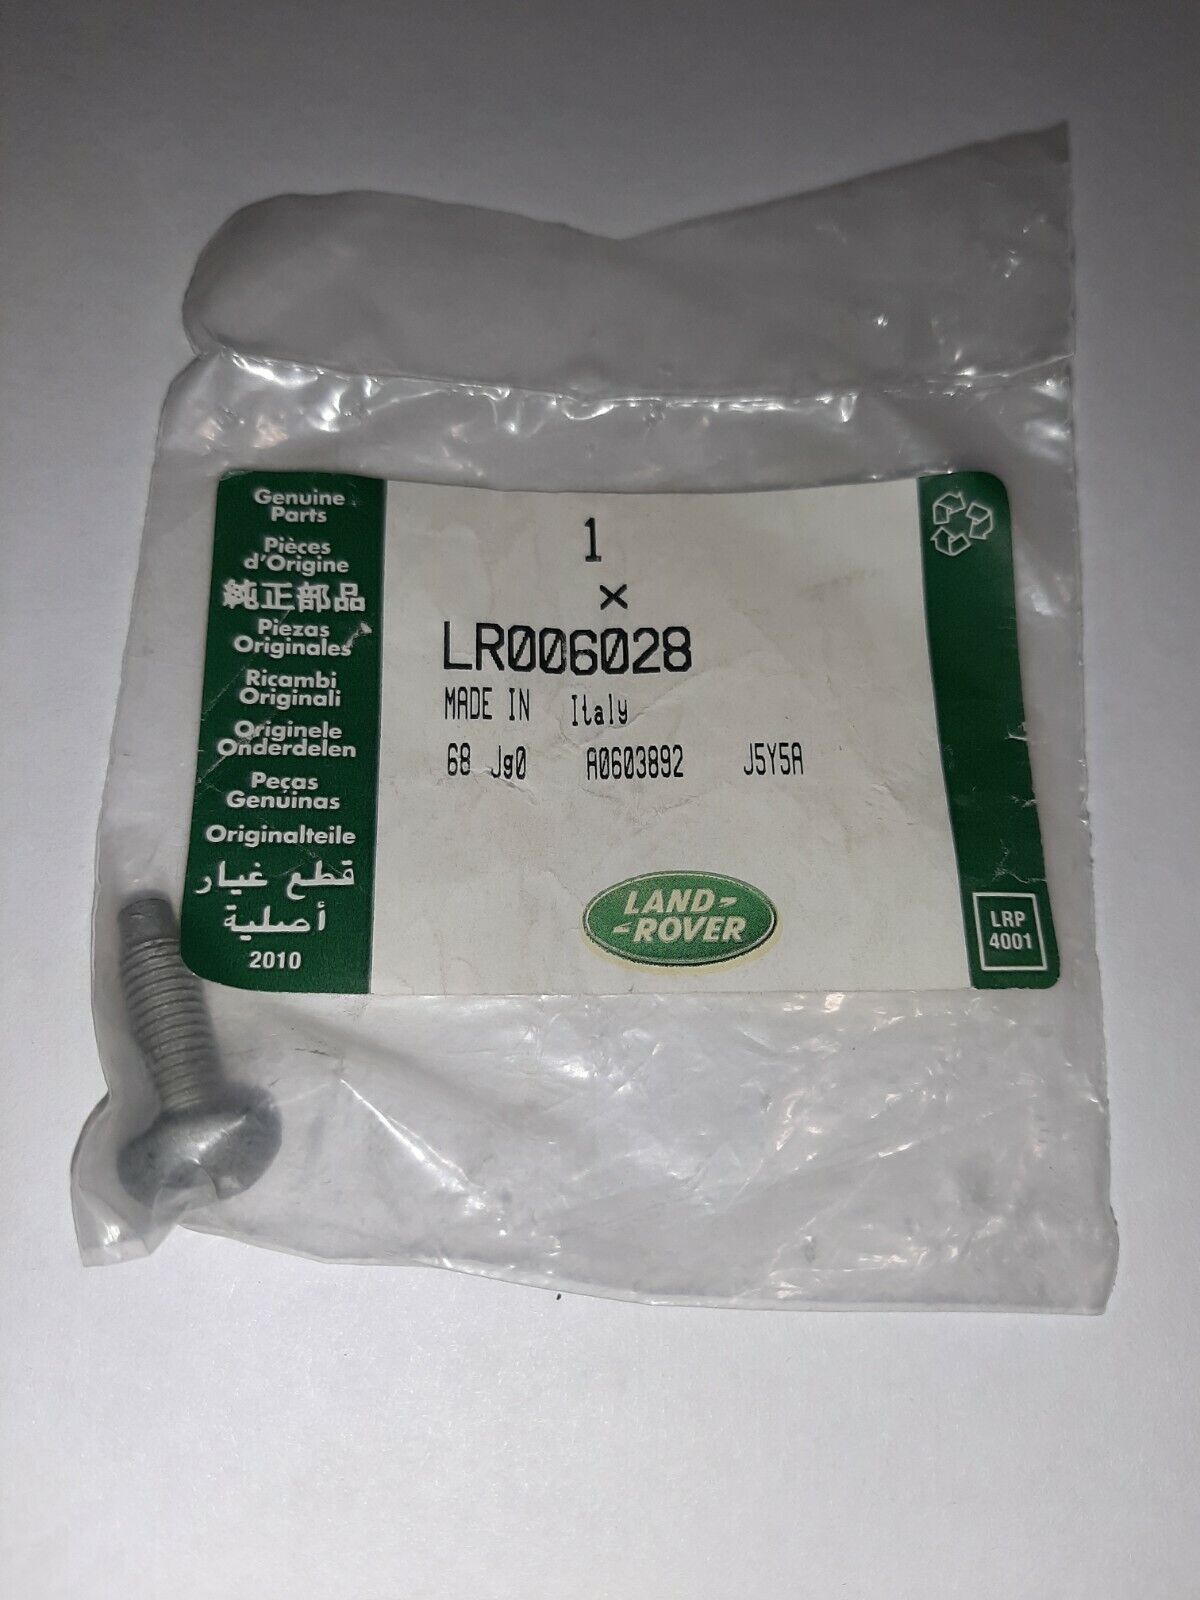 Genuine
Parts
Pièces
d'Origine
純正部品
Piezas
Originales
Ricambi
Originali
Originele
Onderdelen
Peças
Genuinas
Originalteile
قطع غيار
أصلية
2010
1
×
LR006028
MADE IN Italy
68 Jg0 A0603892 J5Y5A
LAND-
-ROVER
LRP
4001